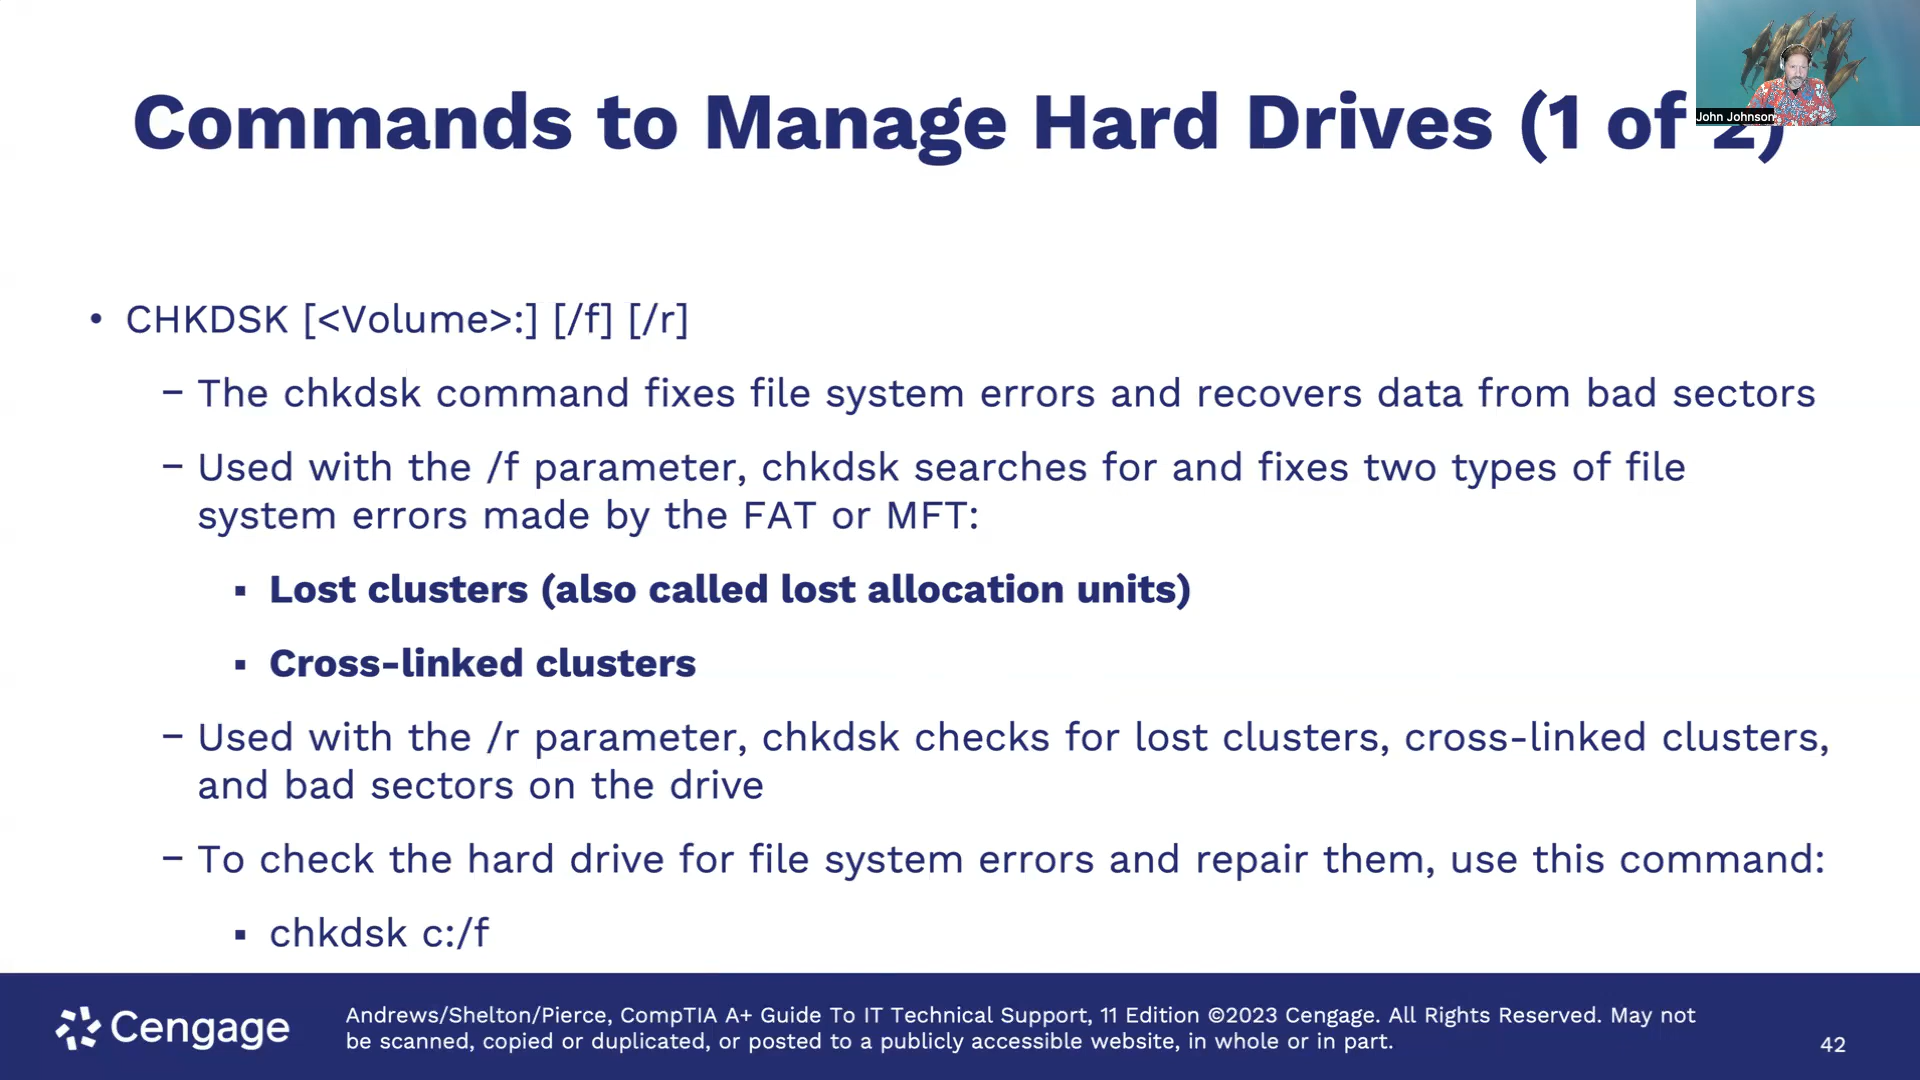 Commands to Manage Hard Drives (1 of 2)
John Johnson
• CHKDSK [<Volume>:] [/f] [/r]
– The chkdsk command fixes file system errors and recovers data from bad sectors
– Used with the /f parameter, chkdsk searches for and fixes two types of file
system errors made by the FAT or MFT:
▪ Lost clusters (also called lost allocation units)
▪ Cross-linked clusters
– Used with the /r parameter, chkdsk checks for lost clusters, cross-linked clusters,
and bad sectors on the drive
– To check the hard drive for file system errors and repair them, use this command:
▪ chkdsk c:/f
Cengage
Andrews/Shelton/Pierce, CompTIA A+ Guide To IT Technical Support, 11 Edition ©2023 Cengage. All Rights Reserved. May not
be scanned, copied or duplicated, or posted to a publicly accessible website, in whole or in part.
42